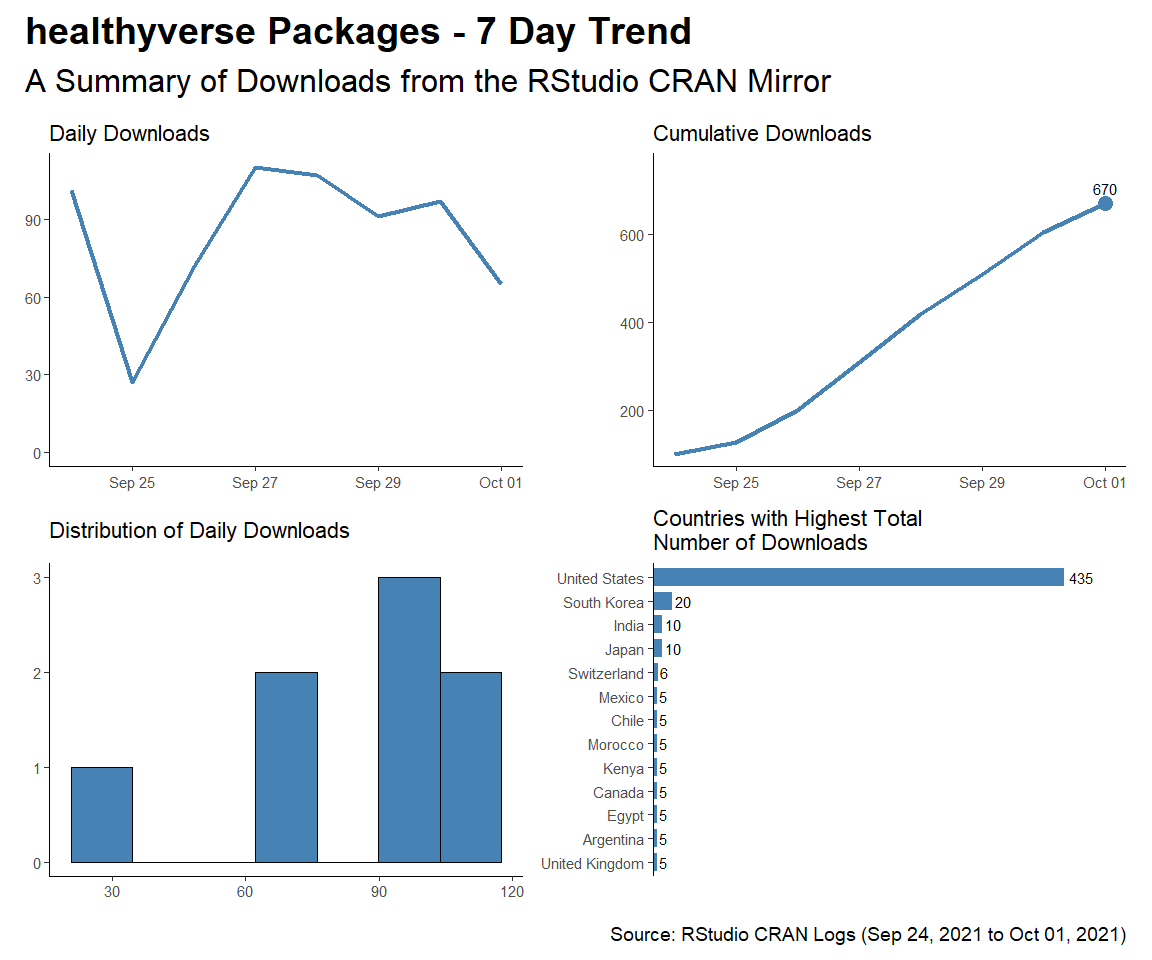 healthyverse Packages - 7 Day Trend
A Summary of Downloads from the RStudio CRAN Mirror
Daily Downloads
90
60
30
0
Sep 25 Sep 27 Sep 29 Oct 01
Cumulative Downloads
670
600
400
200
Sep 25 Sep 27 Sep 29 Oct 01
Distribution of Daily Downloads
3
2
1
0
30 60 90 120
Countries with Highest Total
Number of Downloads
United States 435
South Korea 20
India 10
Japan 10
Switzerland 6
Mexico 5
Chile 5
Morocco 5
Kenya 5
Canada 5
Egypt 5
Argentina 5
United Kingdom 5
Source: RStudio CRAN Logs (Sep 24, 2021 to Oct 01, 2021)